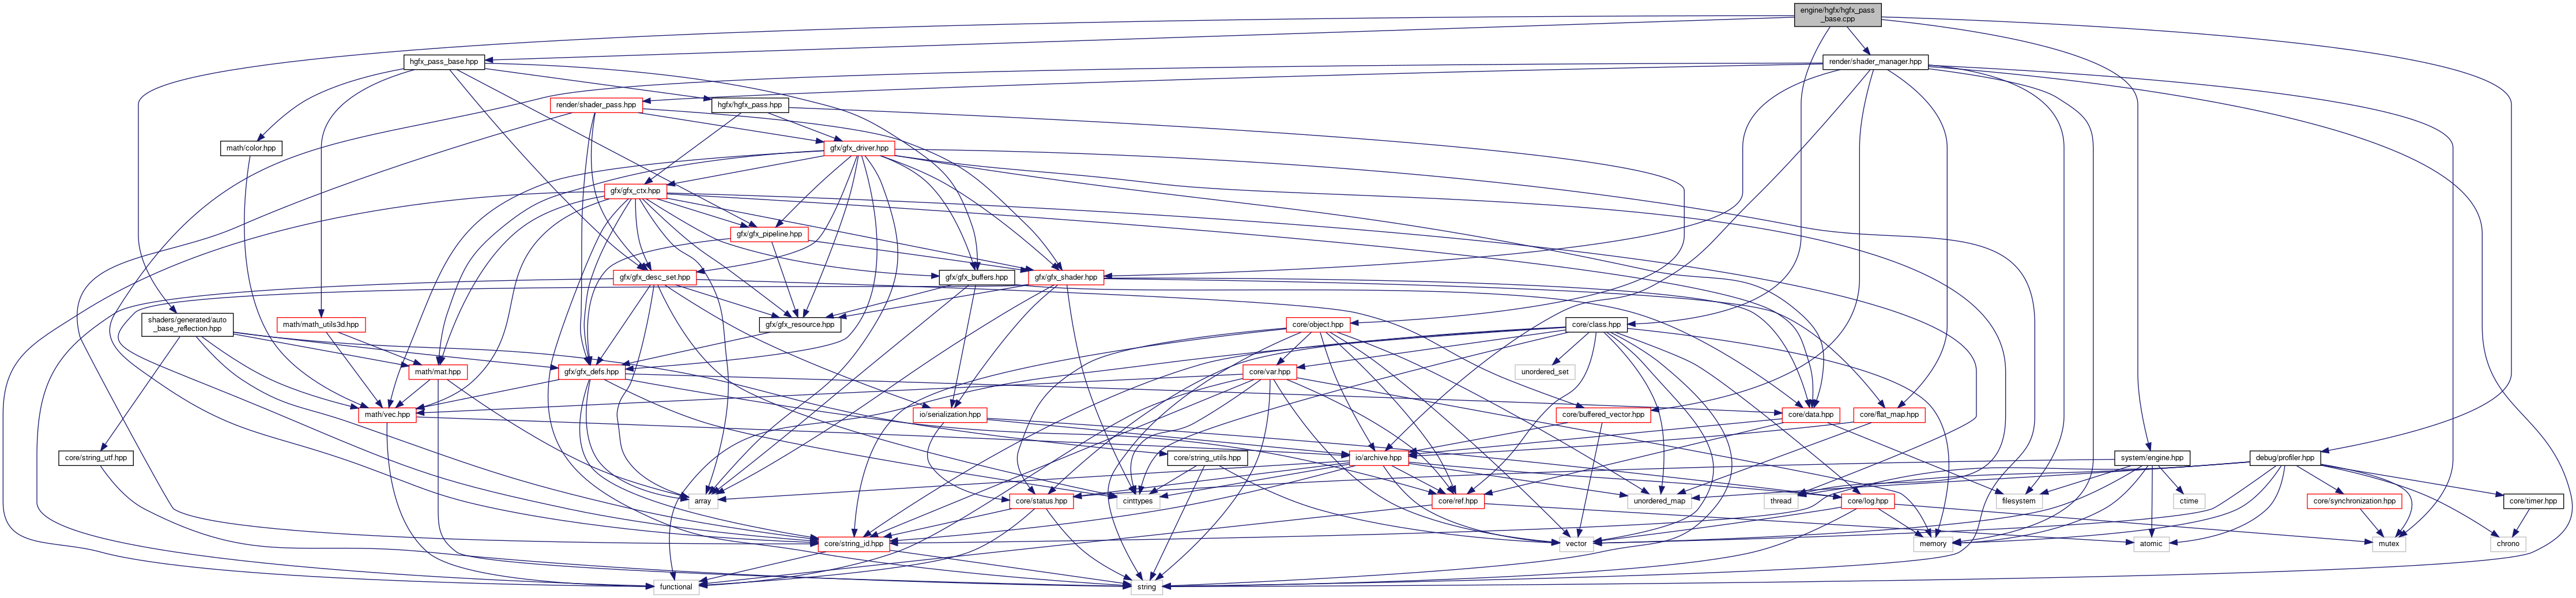 engine/hgfx/hgfx_pass
_base.cpp
hgfx_pass_base.hpp
render/shader_manager.hpp
render/shader_pass.hpp
hgfx/hgfx_pass.hpp
math/color.hpp
gfx/gfx_driver.hpp
gfx/gfx_ctx.hpp
gfx/gfx_pipeline.hpp
gfx/gfx_desc_set.hpp
gfx/gfx_buffers.hpp
gfx/gfx_shader.hpp
shaders/generated/auto
_base_reflection.hpp
math/math_utils3d.hpp
gfx/gfx_resource.hpp
core/object.hpp
core/class.hpp
math/mat.hpp
gfx/gfx_defs.hpp
core/var.hpp
unordered_set
math/vec.hpp
io/serialization.hpp
core/buffered_vector.hpp
core/data.hpp
core/flat_map.hpp
core/string_utf.hpp
core/string_utils.hpp
io/archive.hpp
system/engine.hpp
debug/profiler.hpp
array
core/status.hpp
cinttypes
core/ref.hpp
unordered_map
thread
core/log.hpp
filesystem
ctime
core/synchronization.hpp
core/timer.hpp
core/string_id.hpp
vector
memory
atomic
mutex
chrono
functional
string